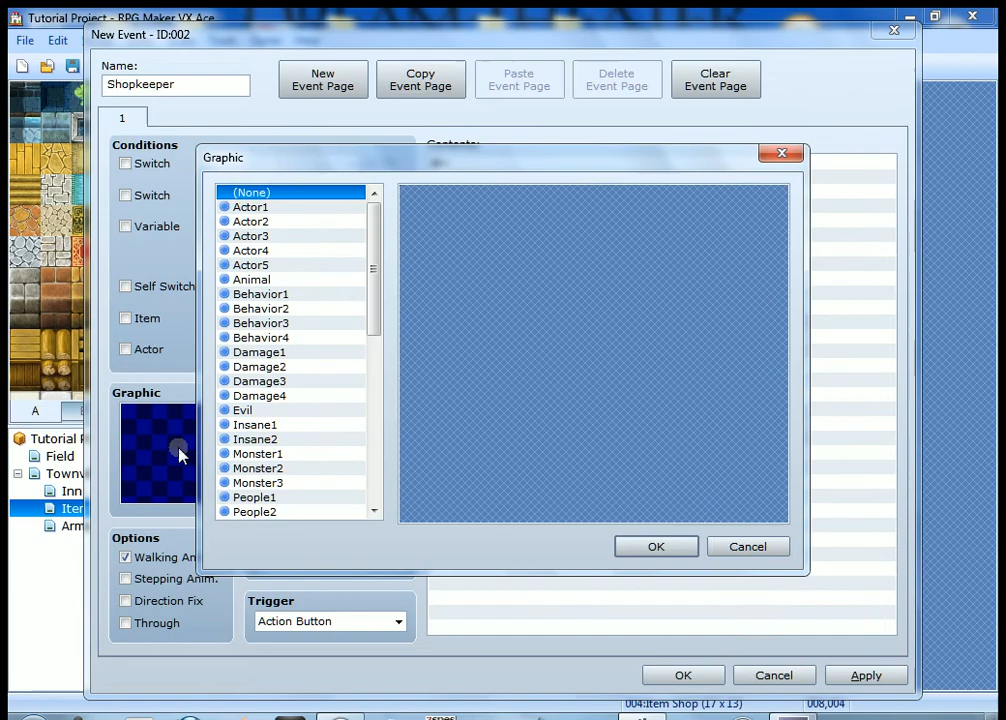 Tutorial Project - RPG Maker VX Ace
New Event - ID:002
File Edit
Name:
Shopkeeper
New
Event Page
Copy
Event Page
Paste
Event Page
Delete
Event Page
Clear
Event Page
1
Conditions
Switch
Switch
Variable
Self Switch
Item
Actor
Graphic
(None)
Actor1
Actor2
Actor3
Actor4
Actor5
Animal
Behavior1
Behavior2
Behavior3
Behavior4
Damage1
Damage2
Damage3
Damage4
Evil
Insane1
Insane2
Monster1
Monster2
Monster3
People1
People2
OK
Cancel
Graphic
A
Tutorial P
Field
Townv
Inn
Iter
Arm
Options
Walking An
Stepping Anim.
Direction Fix
Through
Trigger
Action Button
OK
Cancel
Apply
004:Item Shop (17 x 13)
008,004